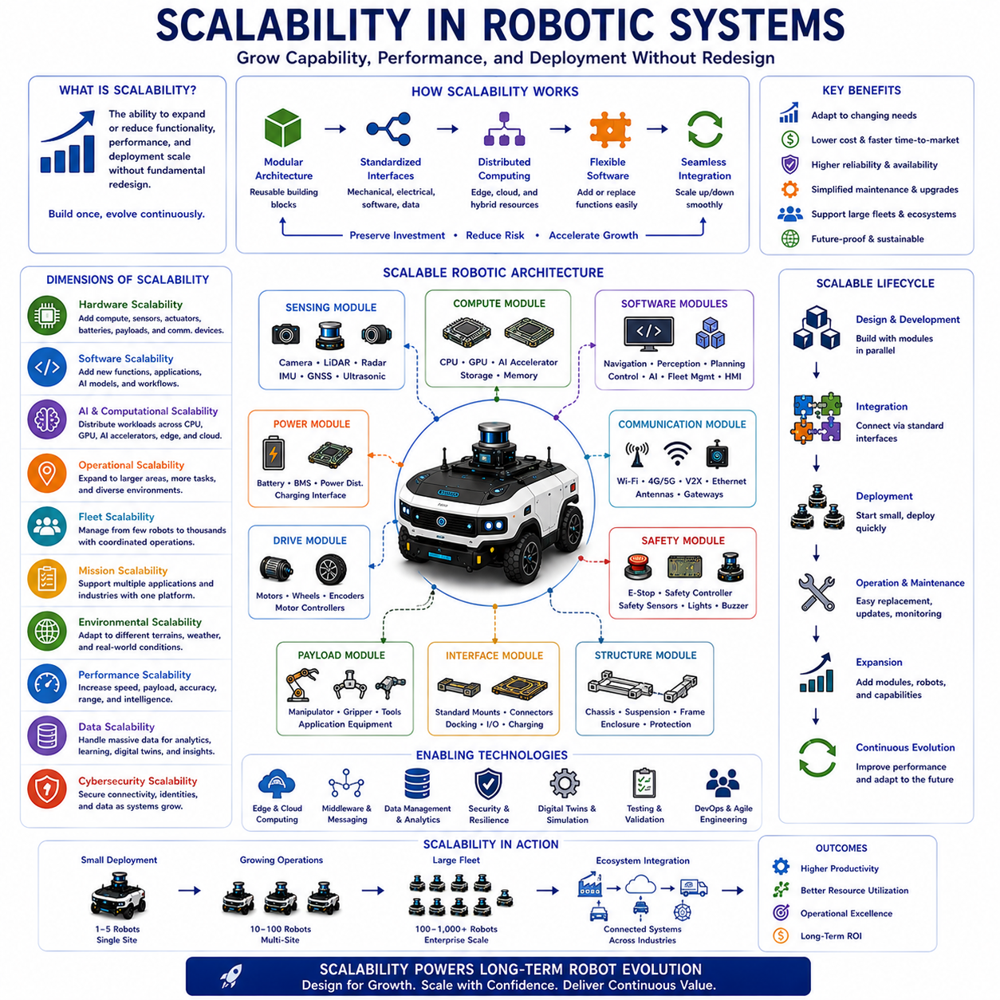 SCALABILITY IN ROBOTIC SYSTEMS
Grow Capability, Performance, and Deployment Without Redesign
WHAT IS SCALABILITY?
The ability to expand
or reduce functionality,
performance, and
deployment scale
without fundamental
redesign.
Build once, evolve continuously.
HOW SCALABILITY WORKS
Modular
Architecture
Reusable building
blocks
Standardized
Interfaces
Mechanical, electrical,
software, data
Distributed
Computing
Edge, cloud, and
hybrid resources
Flexible
Software
Add or replace
functions easily
Seamless
Integration
Scale up/down
smoothly
Preserve Investment • Reduce Risk • Accelerate Growth
KEY BENEFITS
Adapt to changing needs
Lower cost & faster time-to-market
Higher reliability & availability
Simplified maintenance & upgrades
Support large fleets & ecosystems
Future-proof & sustainable
DIMENSIONS OF SCALABILITY
Hardware Scalability
Add compute, sensors, actuators,
batteries, payloads, and comm. devices.
Software Scalability
Add new functions, applications,
AI models, and workflows.
AI & Computational Scalability
Distribute workloads across CPU,
GPU, AI accelerators, edge, and cloud.
Operational Scalability
Expand to larger areas, more tasks,
and diverse environments.
Fleet Scalability
Manage from few robots to thousands
with coordinated operations.
Mission Scalability
Support multiple applications and
industries with one platform.
Environmental Scalability
Adapt to different terrains, weather,
and real-world conditions.
Performance Scalability
Increase speed, payload, accuracy,
range, and intelligence.
Data Scalability
Handle massive data for analytics,
learning, digital twins, and insights.
Cybersecurity Scalability
Secure connectivity, identities,
and data as systems grow.
SCALABLE ROBOTIC ARCHITECTURE
SENSING MODULE
Camera • LiDAR • Radar
IMU • GNSS • Ultrasonic
COMPUTE MODULE
CPU • GPU • AI Accelerator
Storage • Memory
SOFTWARE MODULES
</>
Navigation • Perception • Planning
Control • AI • Fleet Mgmt • HMI
POWER MODULE
Battery • BMS • Power Dist.
Charging Interface
COMMUNICATION MODULE
Wi-Fi • 4G/5G • V2X • Ethernet
Antennas • Gateways
DRIVE MODULE
Motors • Wheels • Encoders
Motor Controllers
SAFETY MODULE
E-Stop • Safety Controller
Safety Sensors • Lights • Buzzer
PAYLOAD MODULE
Manipulator • Gripper • Tools
Application Equipment
INTERFACE MODULE
Standard Mounts • Connectors
Docking • I/O • Charging
STRUCTURE MODULE
Chassis • Suspension • Frame
Enclosure • Protection
SCALABLE LIFECYCLE
Design & Development
Build with modules
in parallel
Integration
Connect via standard
interfaces
Deployment
Start small, deploy
quickly
Operation & Maintenance
Easy replacement,
updates, monitoring
Expansion
Add modules, robots,
and capabilities
Continuous Evolution
Improve performance
and adapt to the future
ENABLING TECHNOLOGIES
Edge & Cloud
Computing
Middleware &
Messaging
Data Management
& Analytics
Security &
Resilience
Digital Twins &
Simulation
Testing &
Validation
DevOps & Agile
Engineering
SCALABILITY IN ACTION
Small Deployment
1–5 Robots
Single Site
Growing Operations
10–100 Robots
Multi-Site
Large Fleet
100–1,000+ Robots
Enterprise Scale
Ecosystem Integration
Connected Systems
Across Industries
OUTCOMES
Higher Productivity
Better Resource Utilization
Operational Excellence
Long-Term ROI
SCALABILITY POWERS LONG-TERM ROBOT EVOLUTION
Design for Growth. Scale with Confidence. Deliver Continuous Value.